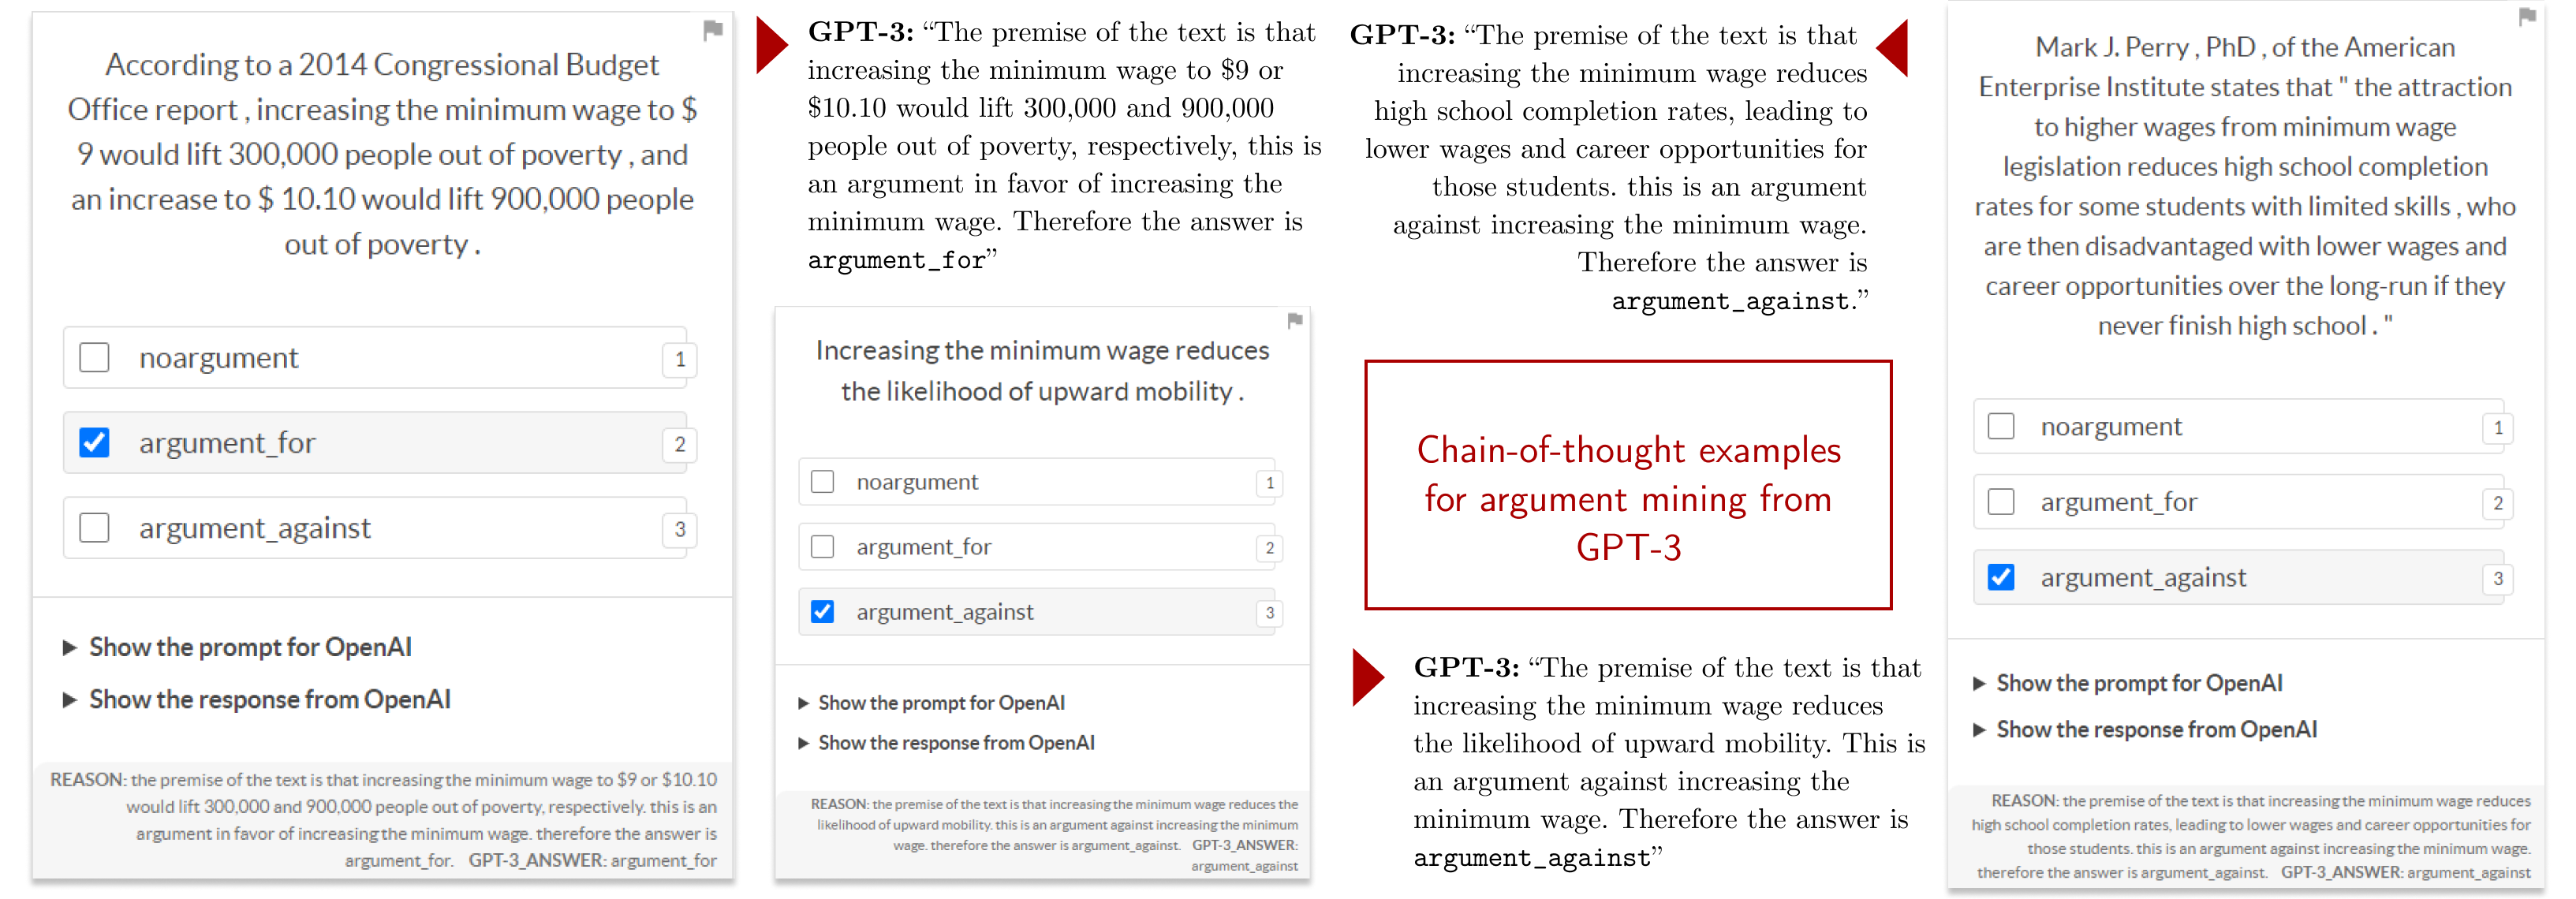 According to a 2014 Congressional Budget
Office report , increasing the minimum wage to $
9 would lift 300,000 people out of poverty , and
an increase to $ 10.10 would lift 900,000 people
out of poverty .
noargument 1
argument_for 2
argument_against 3
Show the prompt for OpenAI
Show the response from OpenAI
REASON: the premise of the text is that increasing the minimum wage to $9 or $10.10
would lift 300,000 and 900,000 people out of poverty, respectively. this is an
argument in favor of increasing the minimum wage. therefore the answer is
argument_for. GPT-3_ANSWER: argument_for
GPT-3: “The premise of the text is that
increasing the minimum wage to $9 or
$10.10 would lift 300,000 and 900,000
people out of poverty, respectively, this is
an argument in favor of increasing the
minimum wage. Therefore the answer is
argument_for”
Increasing the minimum wage reduces
the likelihood of upward mobility .
noargument 1
argument_for 2
argument_against 3
Show the prompt for OpenAI
Show the response from OpenAI
REASON: the premise of the text is that increasing the minimum wage reduces the
likelihood of upward mobility. this is an argument against increasing the minimum
wage. therefore the answer is argument_against. GPT-3_ANSWER:
argument_against
GPT-3: “The premise of the text is that
increasing the minimum wage reduces
high school completion rates, leading to
lower wages and career opportunities for
those students. this is an argument
against increasing the minimum wage.
Therefore the answer is
argument_against.”
Chain-of-thought examples
for argument mining from
GPT-3
GPT-3: “The premise of the text is that
increasing the minimum wage reduces
the likelihood of upward mobility. This is
an argument against increasing the
minimum wage. Therefore the answer is
argument_against”
Mark J. Perry , PhD , of the American
Enterprise Institute states that " the attraction
to higher wages from minimum wage
legislation reduces high school completion
rates for some students with limited skills , who
are then disadvantaged with lower wages and
career opportunities over the long-run if they
never finish high school . "
noargument 1
argument_for 2
argument_against 3
Show the prompt for OpenAI
Show the response from OpenAI
REASON: the premise of the text is that increasing the minimum wage reduces
high school completion rates, leading to lower wages and career opportunities for
those students. this is an argument against increasing the minimum wage.
therefore the answer is argument_against. GPT-3_ANSWER: argument_against